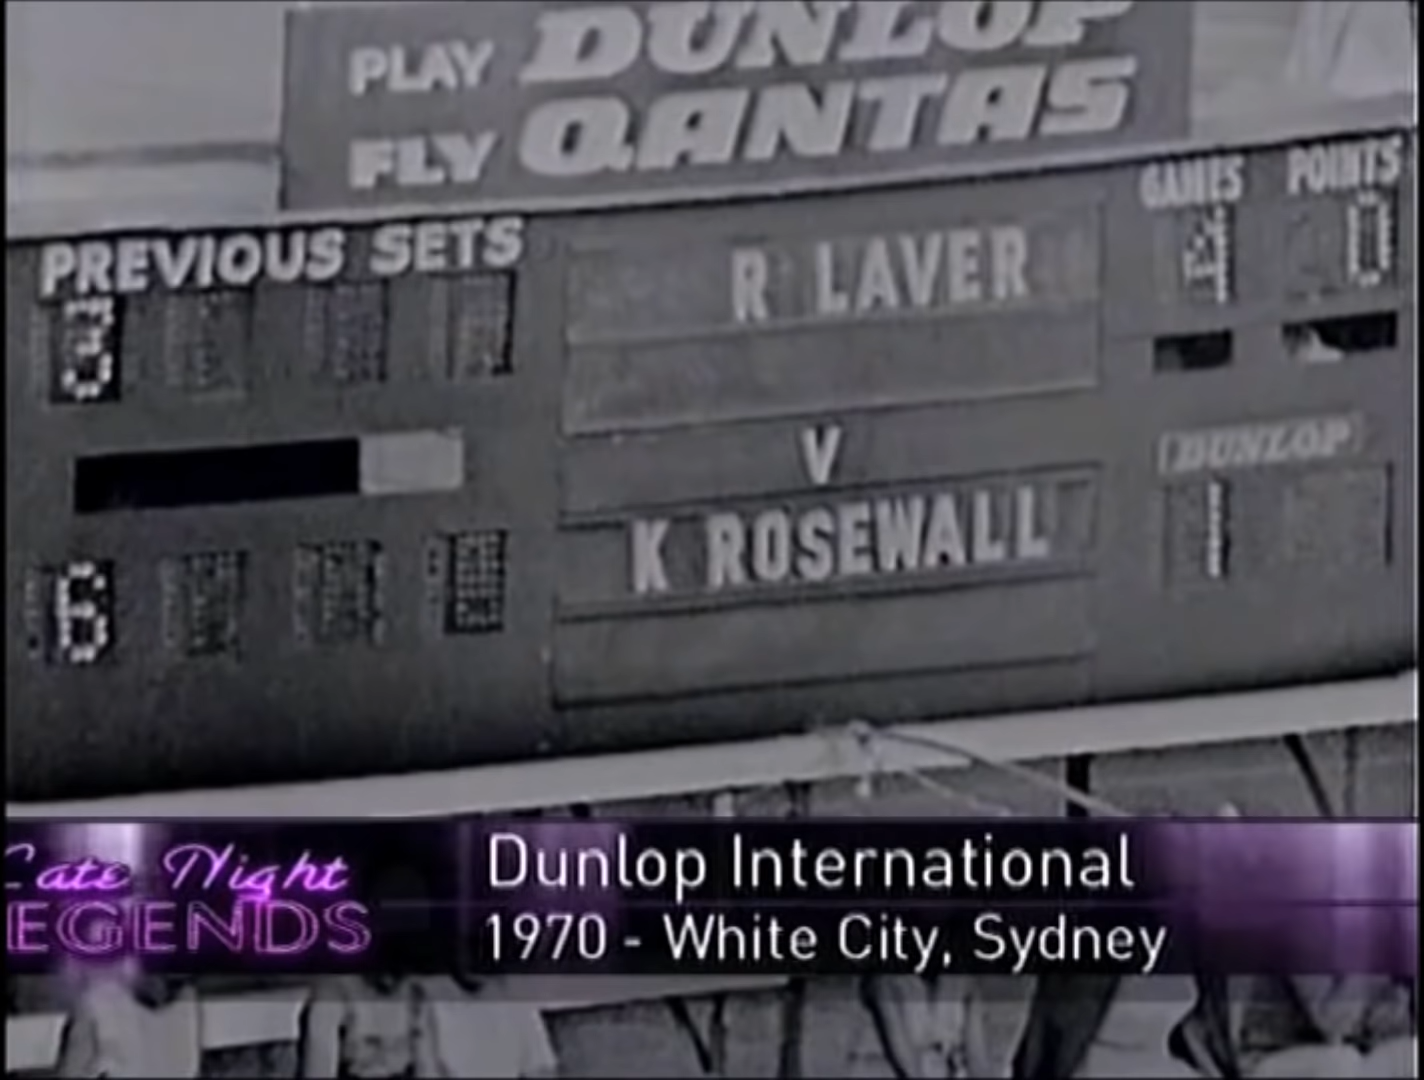 PLAY DUNLOP
FLY QANTAS
GAMES POINTS
PREVIOUS SETS
R LAVER
4 0
3
V
DUNLOP
K ROSEWALL
1
6
Late Night
LEGENDS
Dunlop International
1970 - White City, Sydney